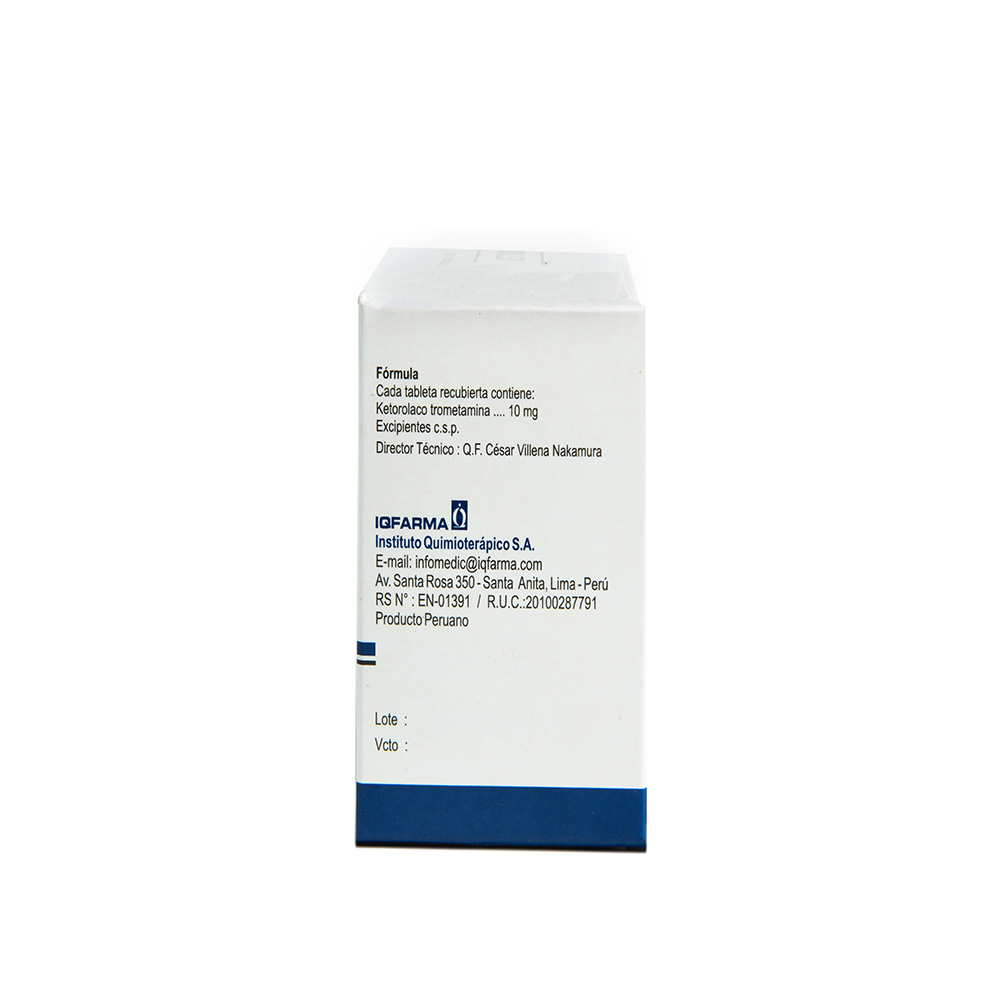 Fórmula
Cada tableta recubierta contiene:
Ketorolaco trometamina .... 10 mg
Excipientes c.s.p.
Director Técnico : Q.F. César Villena Nakamura
IQFARMA
Instituto Quimioterápico S.A.
E-mail: infomedic@iqfarma.com
Av. Santa Rosa 350 - Santa Anita, Lima - Perú
RS N° : EN-01391 / R.U.C.:20100287791
Producto Peruano
Lote :
Vcto :